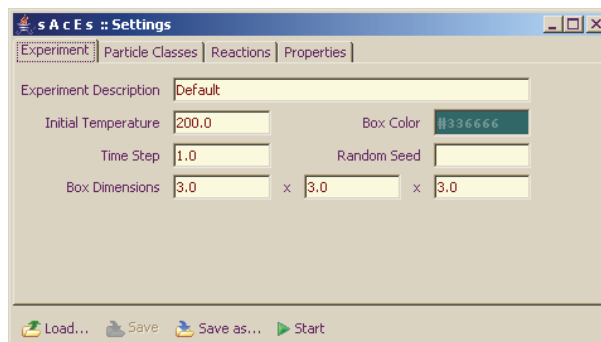 s A c E s :: Settings
Experiment Particle Classes Reactions Properties
Experiment Description Default
Initial Temperature 200.0 Box Color #336666
Time Step 1.0 Random Seed
Box Dimensions 3.0 x 3.0 x 3.0
Load... Save Save as... Start